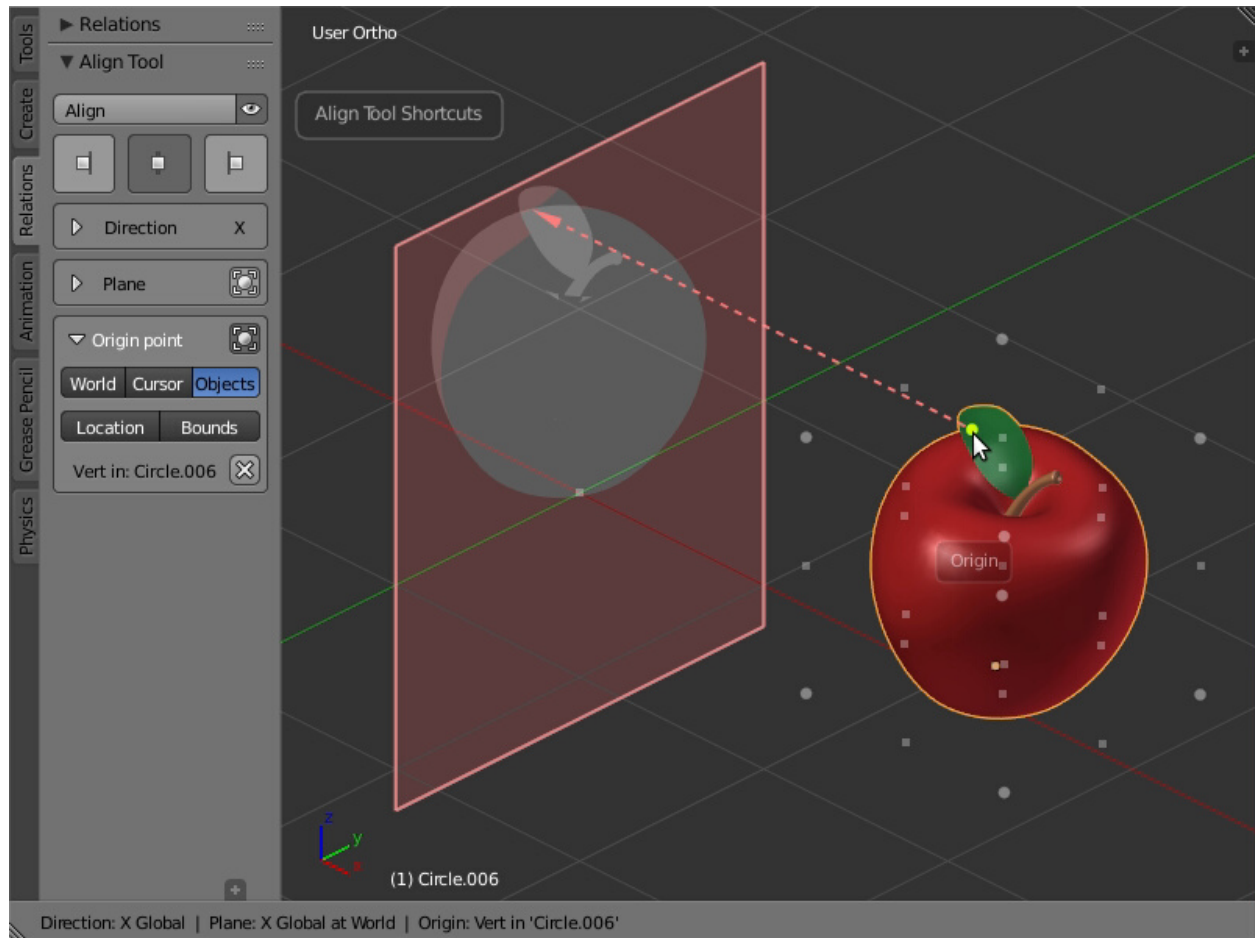 Tools
Create
Relations
Animation
Grease Pencil
Physics
Relations
Align Tool
Align
Direction X
Plane
Origin point
World Cursor Objects
Location Bounds
Vert in: Circle.006
User Ortho
Align Tool Shortcuts
Origin
z
y
x
(1) Circle.006
Direction: X Global | Plane: X Global at World | Origin: Vert in 'Circle.006'